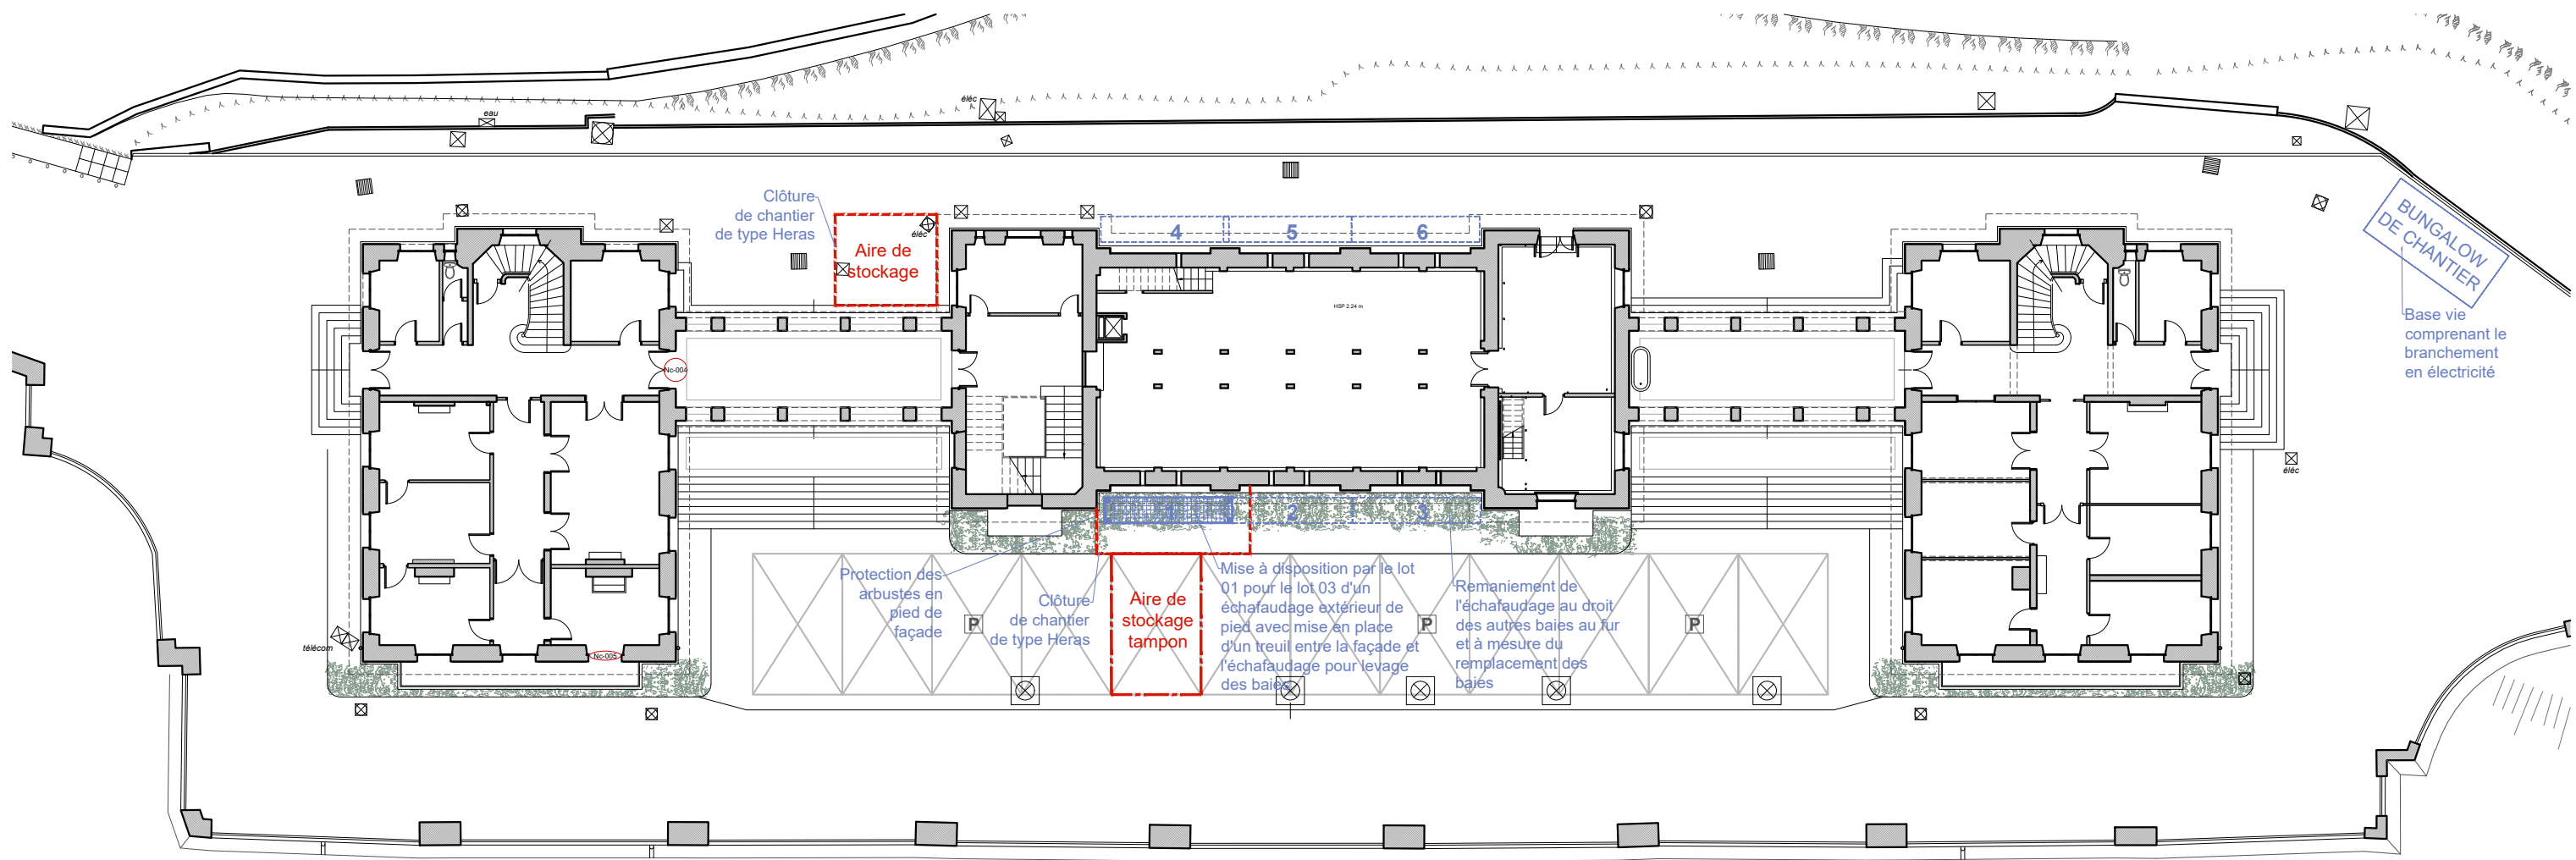 eau
éléc
Clôture
de chantier
de type Heras
éléc
Aire de
stockage
4
5
6
BUNGALOW
DE CHANTIER
HSP 2.24 m
Base vie
comprenant le
branchement
en électricité
Nc-004
éléc
1
2
3
Protection des
arbustes en
pied de
façade
Clôture
de chantier
de type Heras
Aire de
stockage
tampon
Mise à disposition par le lot
01 pour le lot 03 d'un
échafaudage extérieur de
pied avec mise en place
d'un treuil entre la façade et
l'échafaudage pour levage
des baies
Remaniement de
l'échafaudage au droit
des autres baies au fur
et à mesure du
remplacement des
baies
P
P
P
télécom
Nc-005